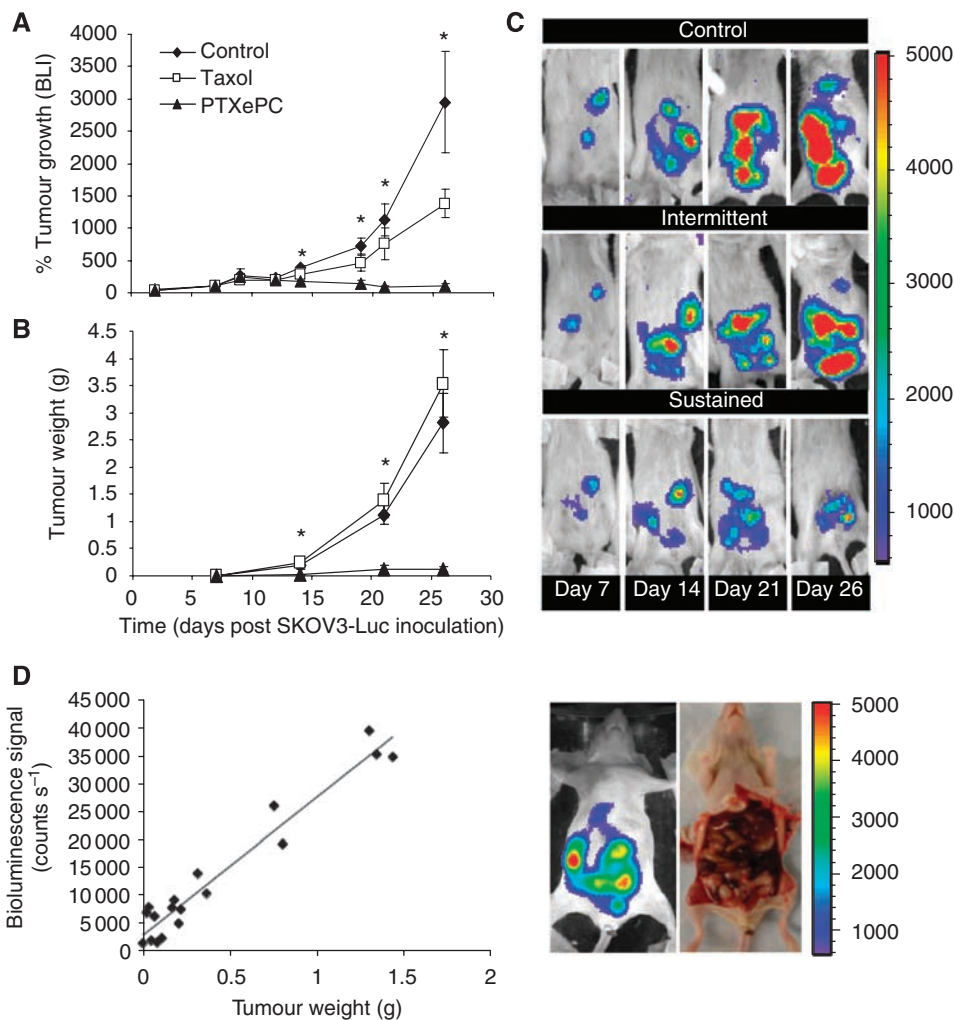 A
4000
3500
3000
2500
2000
1500
1000
500
0
% Tumour growth (BLI)
Control
Taxol
PTXePC
*
*
*
*
B
4.5
4
3.5
3
2.5
2
1.5
1
0.5
0
Tumour weight (g)
*
*
*
0 5 10 15 20 25 30
Time (days post SKOV3-Luc inoculation)
C
Control
Intermittent
Sustained
Day 7 Day 14 Day 21 Day 26
5000
4000
3000
2000
1000
D
45 000
40 000
35 000
30 000
25 000
20 000
15 000
10 000
5 000
0
Bioluminescence signal
(counts s⁻¹)
0 0.5 1 1.5 2
Tumour weight (g)
5000
4000
3000
2000
1000